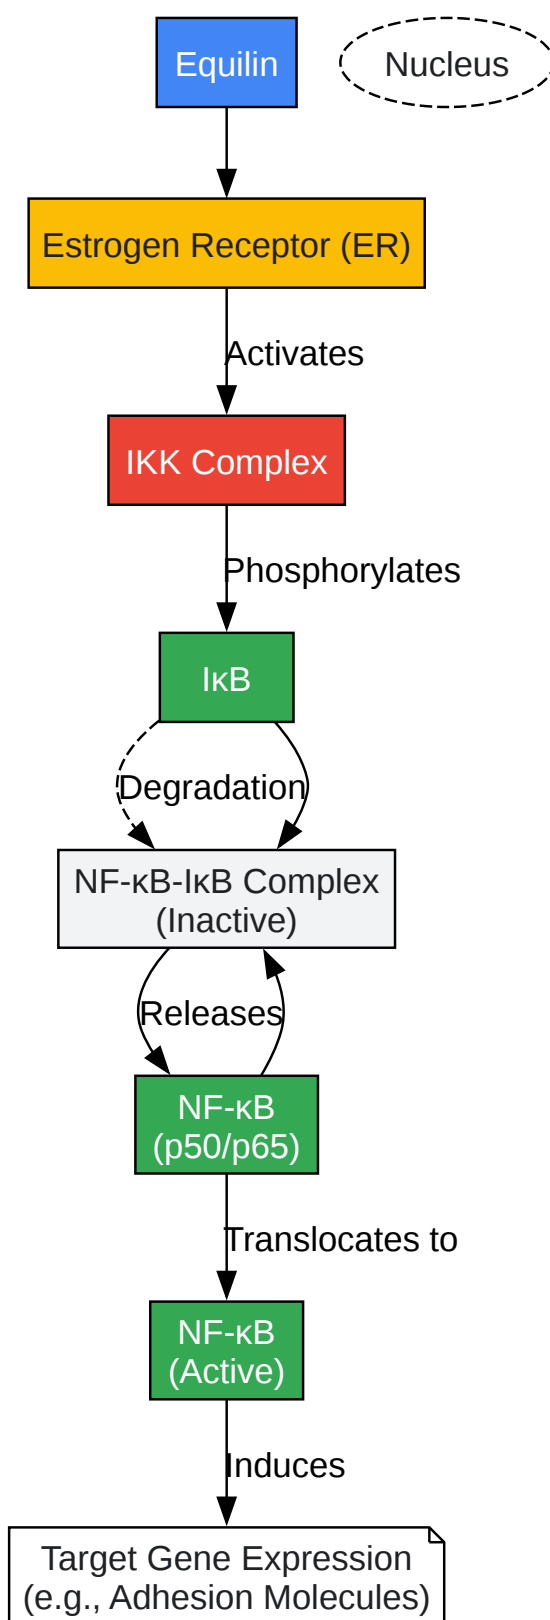 Equilin
Nucleus
Estrogen Receptor (ER)
Activates
IKK Complex
Phosphorylates
IκB
Degradation
NF-κB-IκB Complex
(Inactive)
Releases
NF-κB
(p50/p65)
Translocates to
NF-κB
(Active)
Induces
Target Gene Expression
(e.g., Adhesion Molecules)